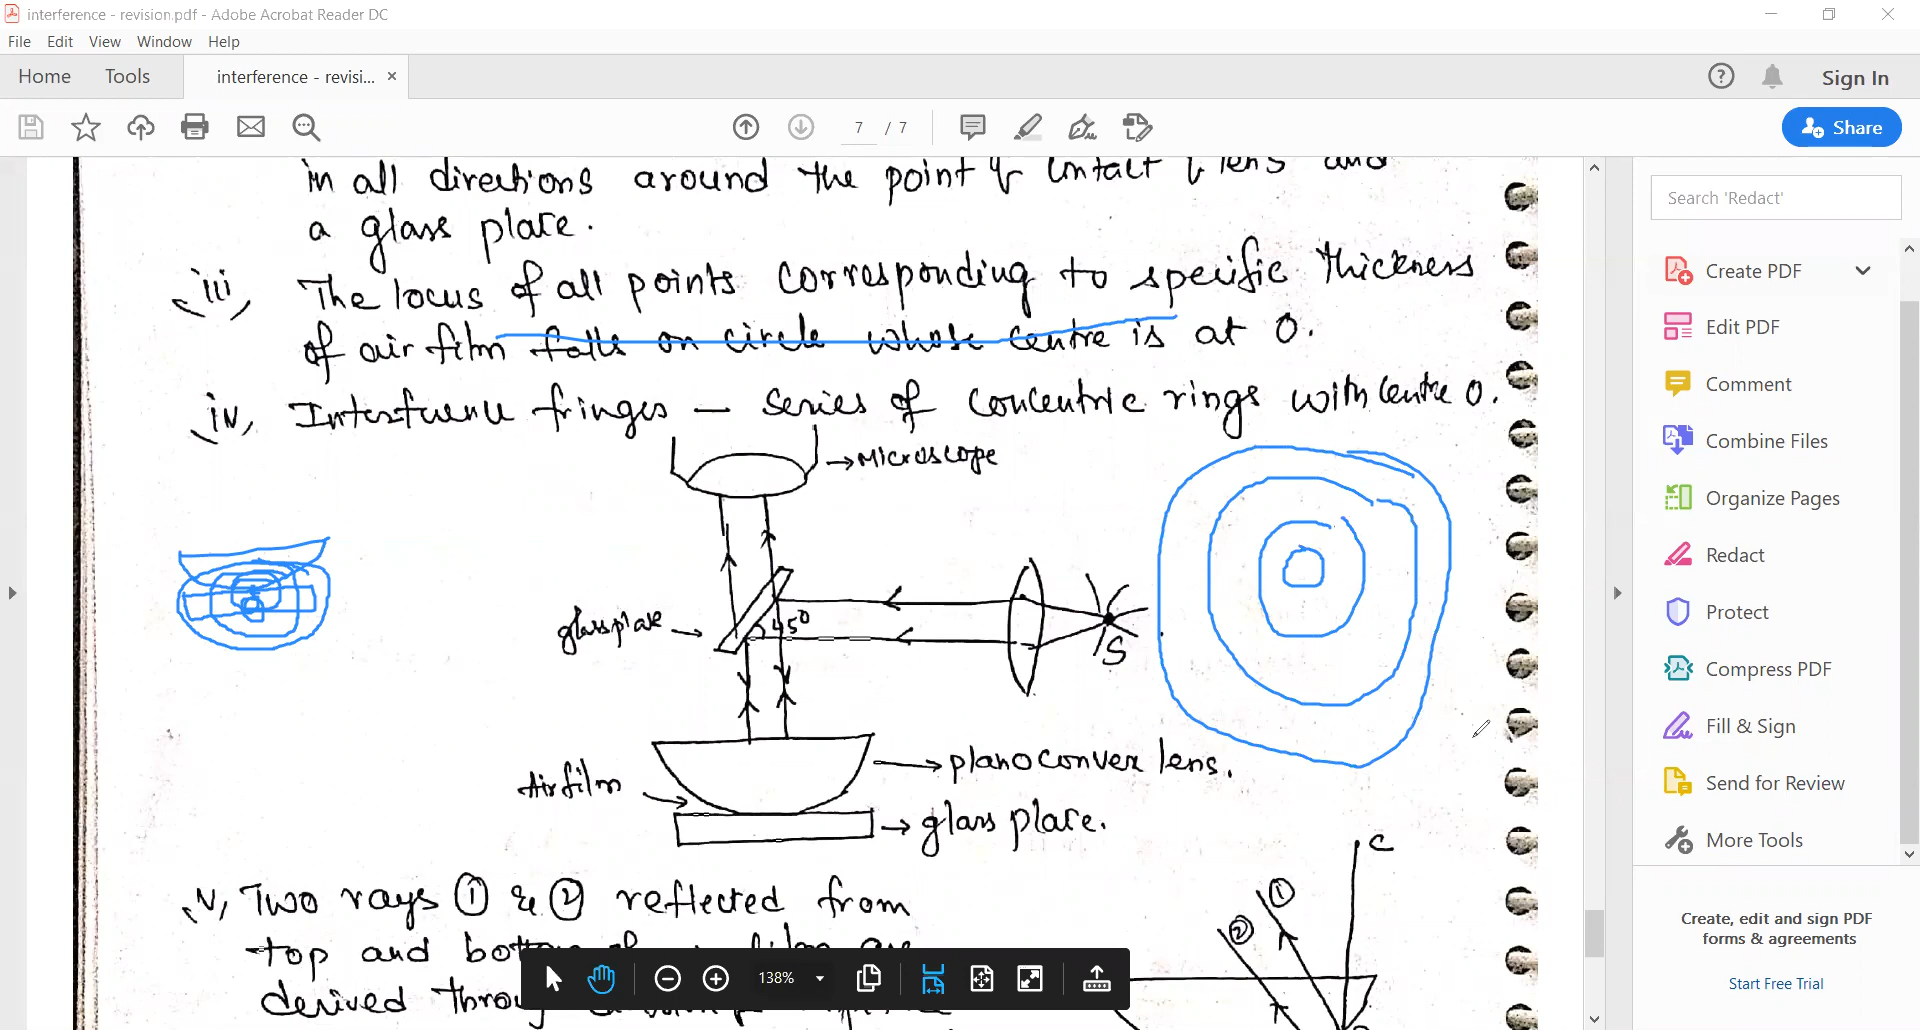 interference - revision.pdf - Adobe Acrobat Reader DC
File Edit View Window Help
Home Tools interference - revisi... × Sign In
7 / 7
Share
in all directions around the point of contact of lens and
a glass plate.
(iii) The locus of all points corresponding to specific thickness
of air film falls on circle whose centre is at O.
(iv) Interference fringes — series of concentric rings with centre O.
→ Microscope
glass plate →
45°
S
Air film
→ planoconvex lens.
→ glass plate.
C
(v) Two rays ① & ② reflected from
①
②
top and
derived
138%
Search 'Redact'
Create PDF
Edit PDF
Comment
Combine Files
Organize Pages
Redact
Protect
Compress PDF
Fill & Sign
Send for Review
More Tools
Create, edit and sign PDF
forms & agreements
Start Free Trial